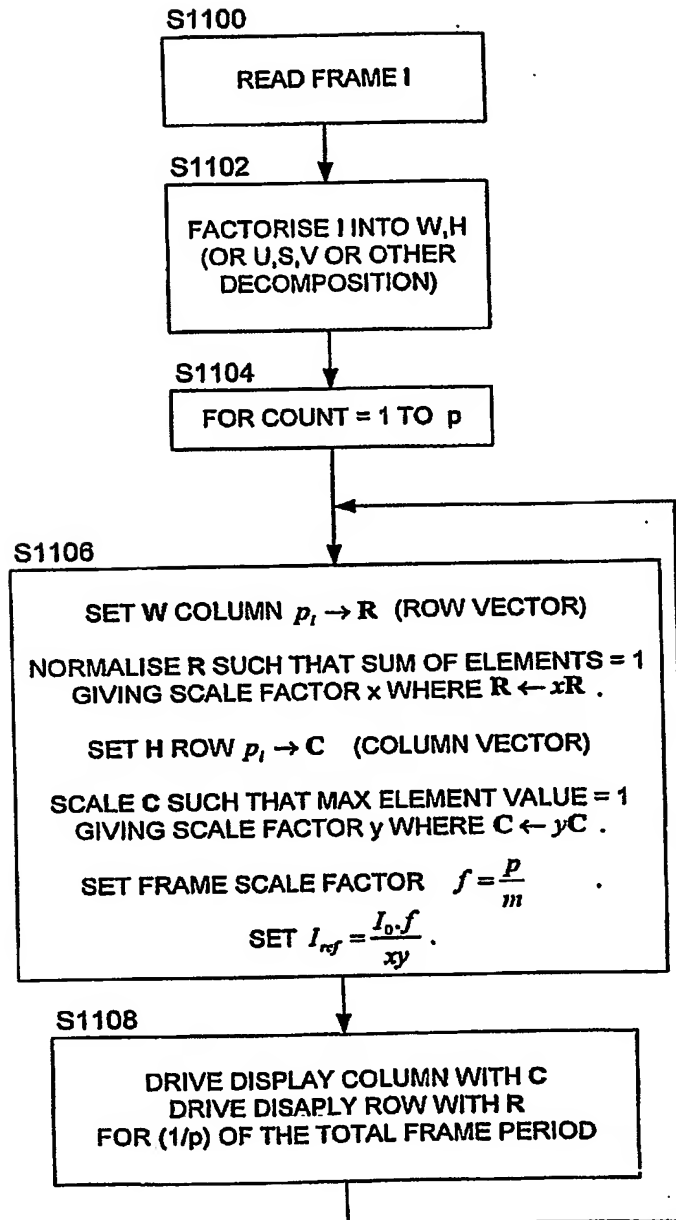 S1100
READ FRAME I
S1102
FACTORISE I INTO W,H
(OR U,S,V OR OTHER
DECOMPOSITION)
S1104
FOR COUNT = 1 TO p
S1106
SET W COLUMN p_i → R (ROW VECTOR)
NORMALISE R SUCH THAT SUM OF ELEMENTS = 1
GIVING SCALE FACTOR x WHERE R ← xR .
SET H ROW p_i → C (COLUMN VECTOR)
SCALE C SUCH THAT MAX ELEMENT VALUE = 1
GIVING SCALE FACTOR y WHERE C ← yC .
SET FRAME SCALE FACTOR f = p/m .
SET I_ref = I_0.f/xy .
S1108
DRIVE DISPLAY COLUMN WITH C
DRIVE DISAPLY ROW WITH R
FOR (1/p) OF THE TOTAL FRAME PERIOD